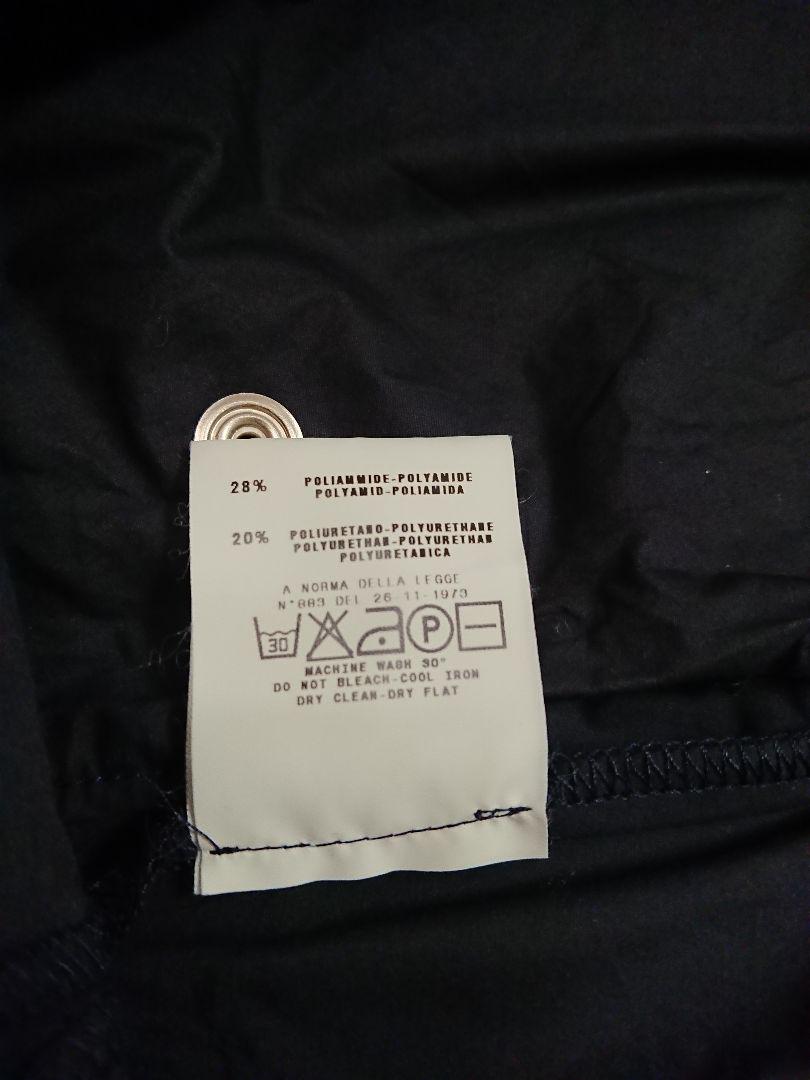 28% POLIAMMIDE-POLYAMIDE
POLYAMID-POLIAMIDA
20% POLIURETANO-POLYURETHANE
POLYURETHAN-POLYURETHAN
POLYURETANICA
A NORMA DELLA LEGGE
N°883 DEL 26-11-1973
30 P
MACHINE WASH 30°
DO NOT BLEACH-COOL IRON
DRY CLEAN-DRY FLAT